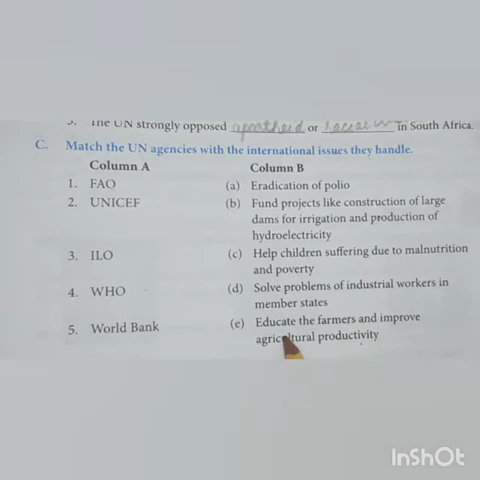 The UN strongly opposed apartheid or In South Africa.
C. Match the UN agencies with the international issues they handle.
Column A Column B
1. FAO (a) Eradication of polio
2. UNICEF (b) Fund projects like construction of large
dams for irrigation and production of
hydroelectricity
3. ILO (c) Help children suffering due to malnutrition
and poverty
4. WHO (d) Solve problems of industrial workers in
member states
5. World Bank (e) Educate the farmers and improve
agricultural productivity
InShOt